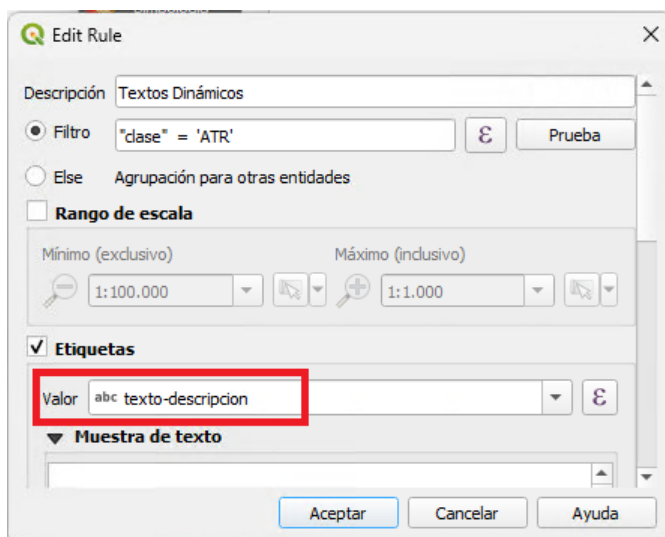 Edit Rule
Descripción Textos Dinámicos
Filtro "clase" = 'ATR' ε Prueba
Else Agrupación para otras entidades
Rango de escala
Mínimo (exclusivo) Máximo (inclusivo)
1:100.000 1:1.000
Etiquetas
Valor abc texto-descripcion ε
Muestra de texto
Aceptar Cancelar Ayuda